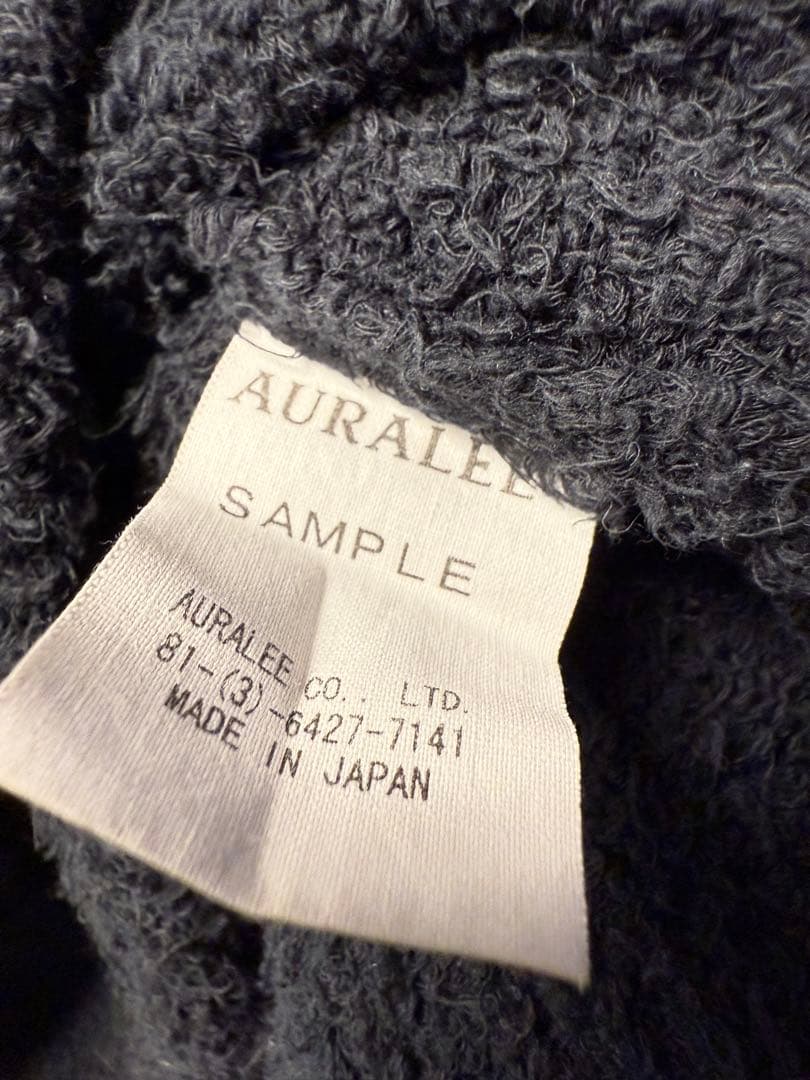 AURALEE
SAMPLE
AURALEE CO., LTD.
81-(3)-6427-7141
MADE IN JAPAN